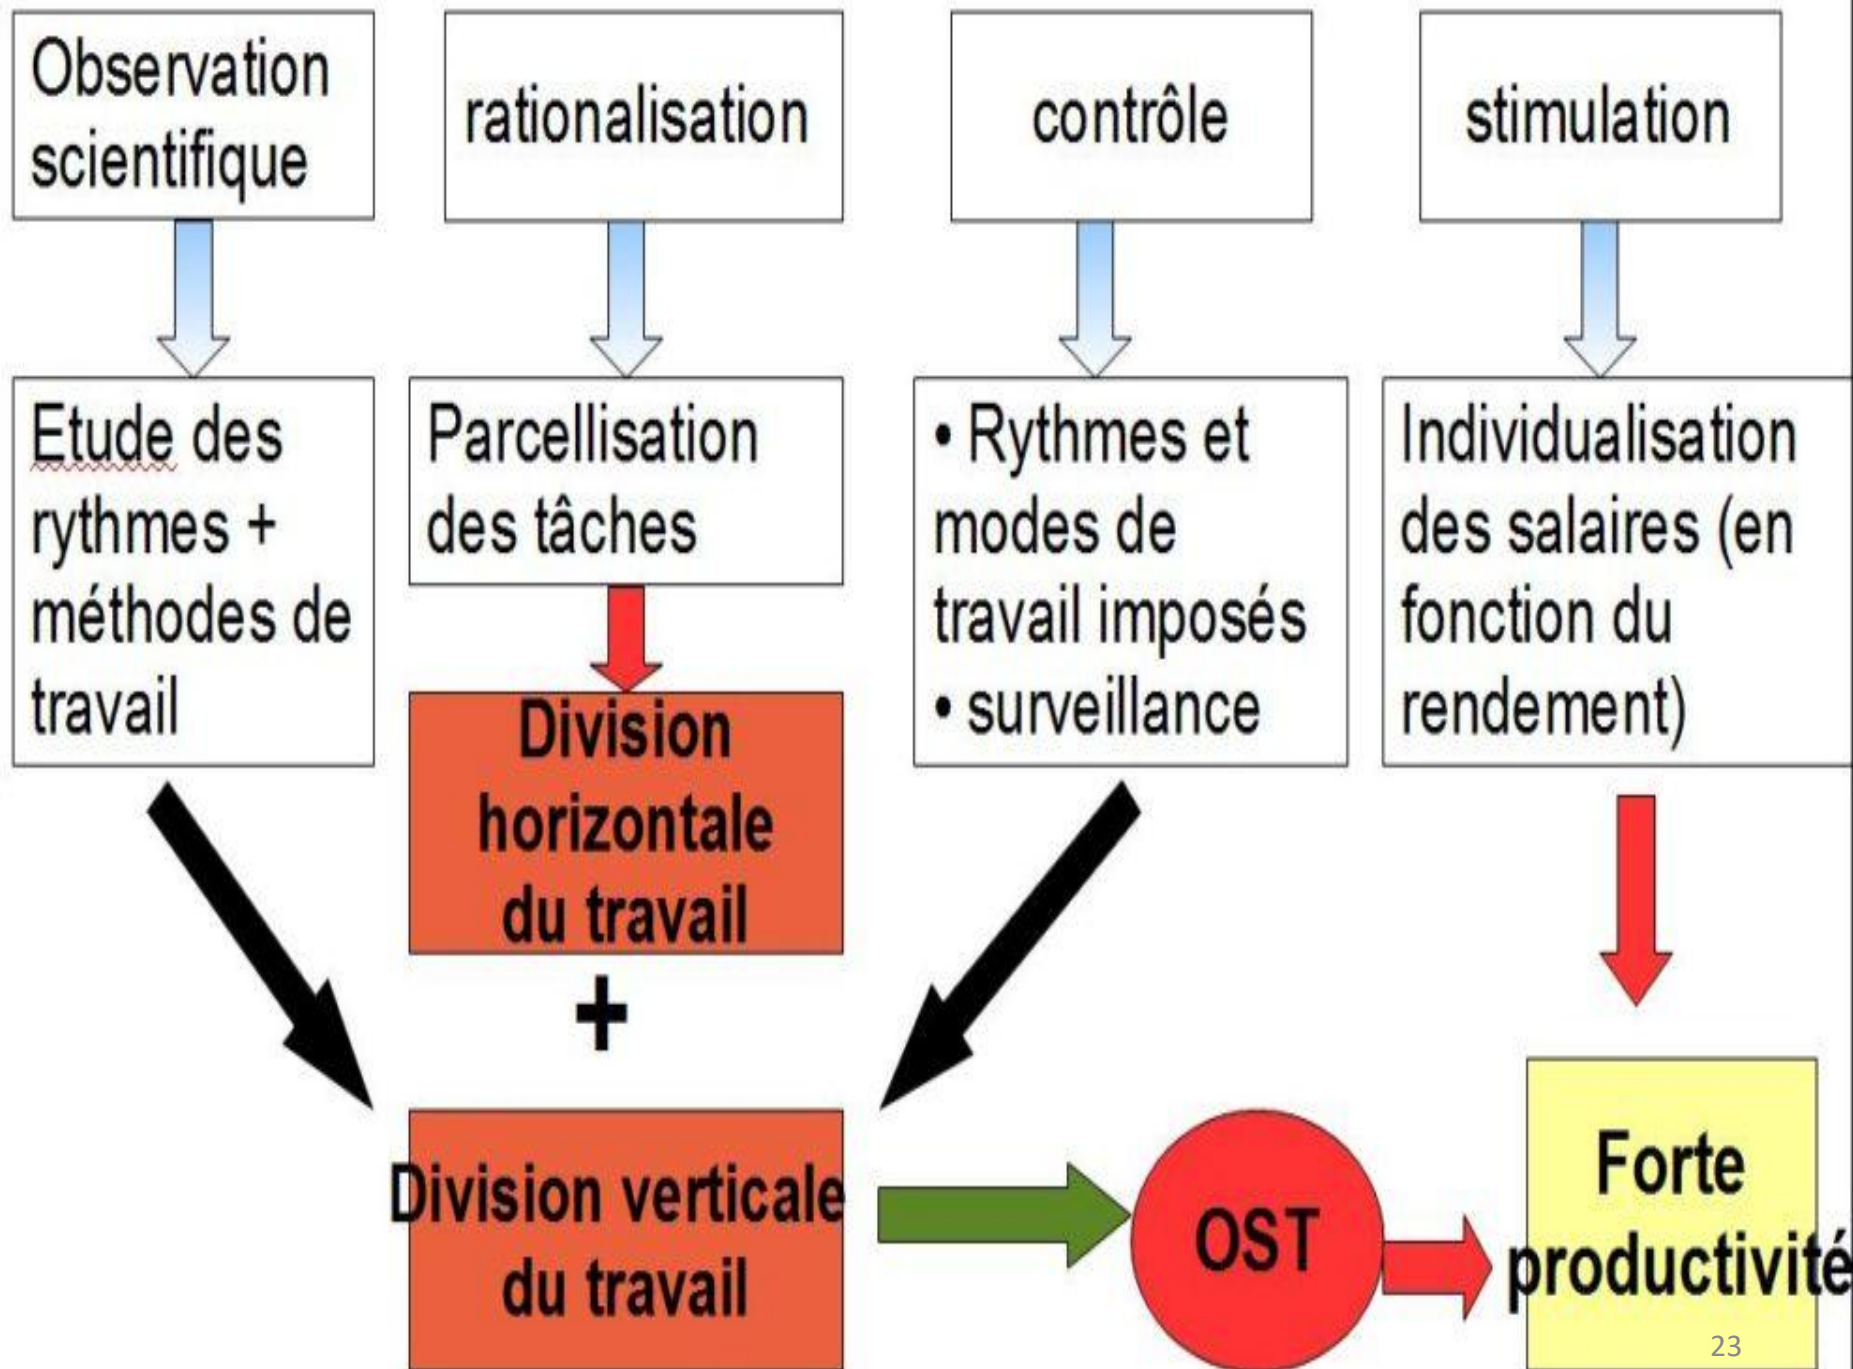 Observation
scientifique
rationalisation
contrôle
stimulation
Etude des
rythmes +
méthodes de
travail
Parcellisation
des tâches
• Rythmes et
modes de
travail imposés
• surveillance
Individualisation
des salaires (en
fonction du
rendement)
Division
horizontale
du travail
+
Division verticale
du travail
OST
Forte
productivité
23